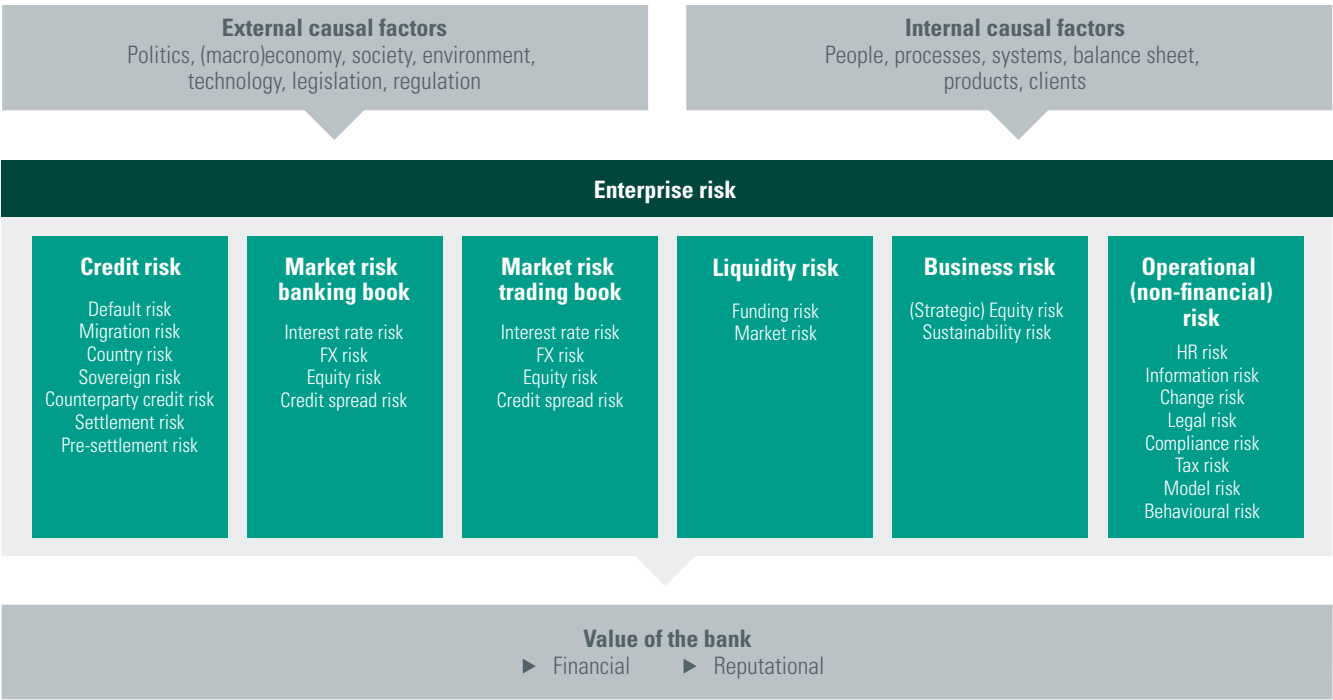 External causal factors
Politics, (macro)economy, society, environment,
technology, legislation, regulation
Internal causal factors
People, processes, systems, balance sheet,
products, clients
Enterprise risk
Credit risk
Default risk
Migration risk
Country risk
Sovereign risk
Counterparty credit risk
Settlement risk
Pre-settlement risk
Market risk
banking book
Interest rate risk
FX risk
Equity risk
Credit spread risk
Market risk
trading book
Interest rate risk
FX risk
Equity risk
Credit spread risk
Liquidity risk
Funding risk
Market risk
Business risk
(Strategic) Equity risk
Sustainability risk
Operational
(non-financial)
risk
HR risk
Information risk
Change risk
Legal risk
Compliance risk
Tax risk
Model risk
Behavioural risk
Value of the bank
► Financial ► Reputational